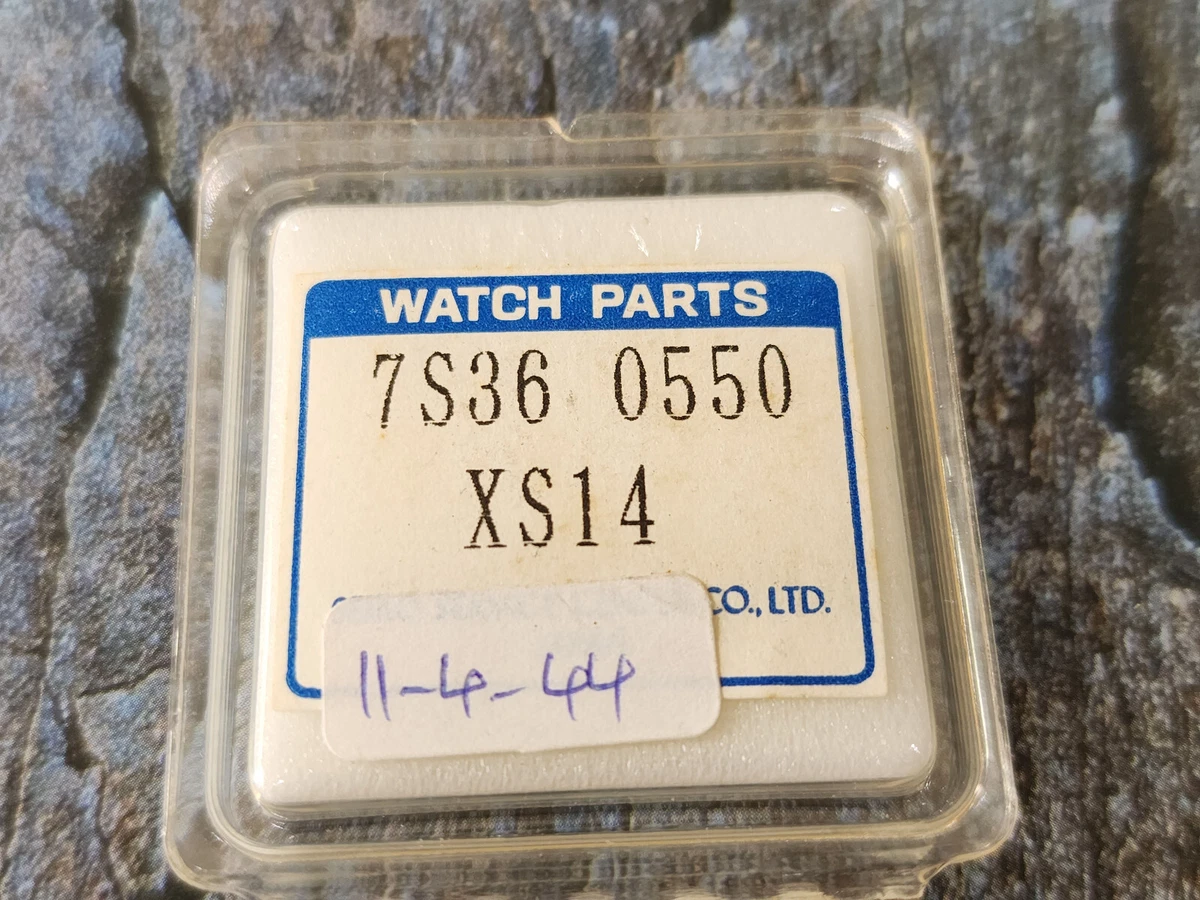 WATCH PARTS
7S36 0550
XS14
CO., LTD.
11-4-44